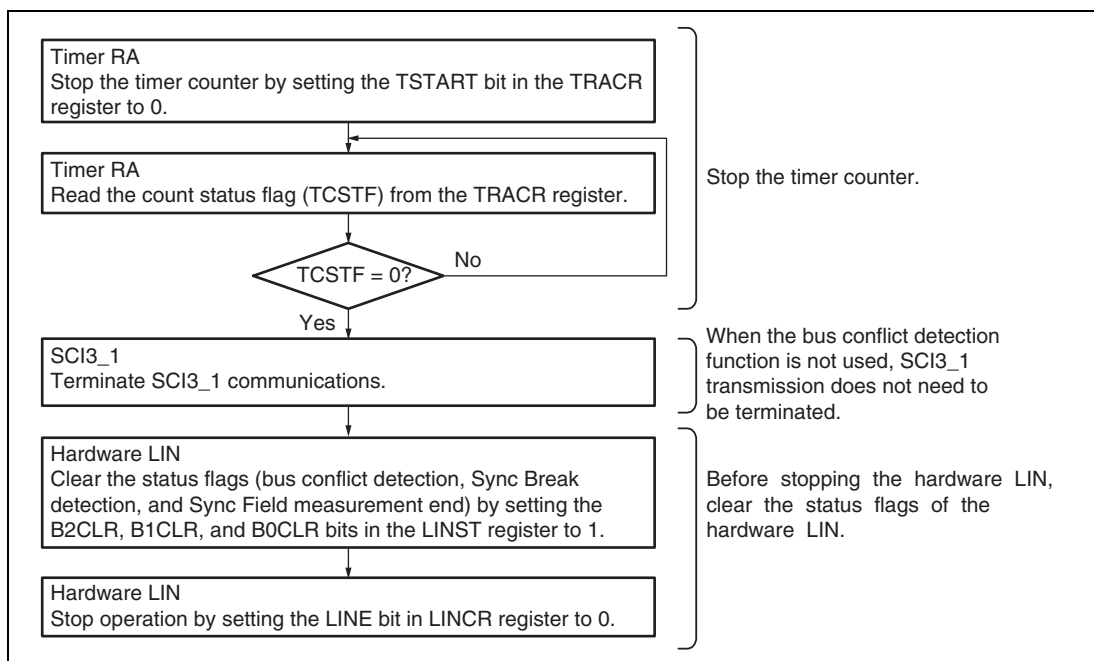 Timer RA
Stop the timer counter by setting the TSTART bit in the TRACR
register to 0.
Timer RA
Read the count status flag (TCSTF) from the TRACR register.
Stop the timer counter.
TCSTF = 0?
No
Yes
SCI3_1
Terminate SCI3_1 communications.
When the bus conflict detection
function is not used, SCI3_1
transmission does not need to
be terminated.
Hardware LIN
Clear the status flags (bus conflict detection, Sync Break
detection, and Sync Field measurement end) by setting the
B2CLR, B1CLR, and B0CLR bits in the LINST register to 1.
Before stopping the hardware LIN,
clear the status flags of the
hardware LIN.
Hardware LIN
Stop operation by setting the LINE bit in LINCR register to 0.